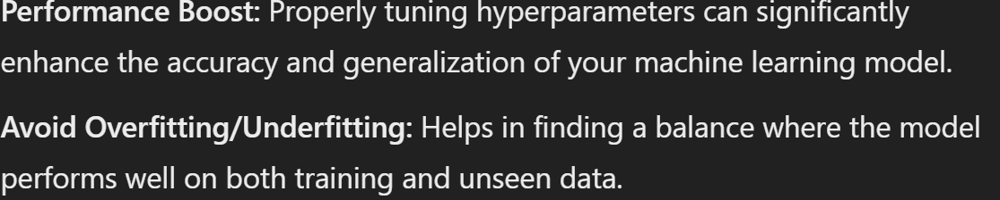 Performance Boost: Properly tuning hyperparameters can significantly
enhance the accuracy and generalization of your machine learning model.
Avoid Overfitting/Underfitting: Helps in finding a balance where the model
performs well on both training and unseen data.